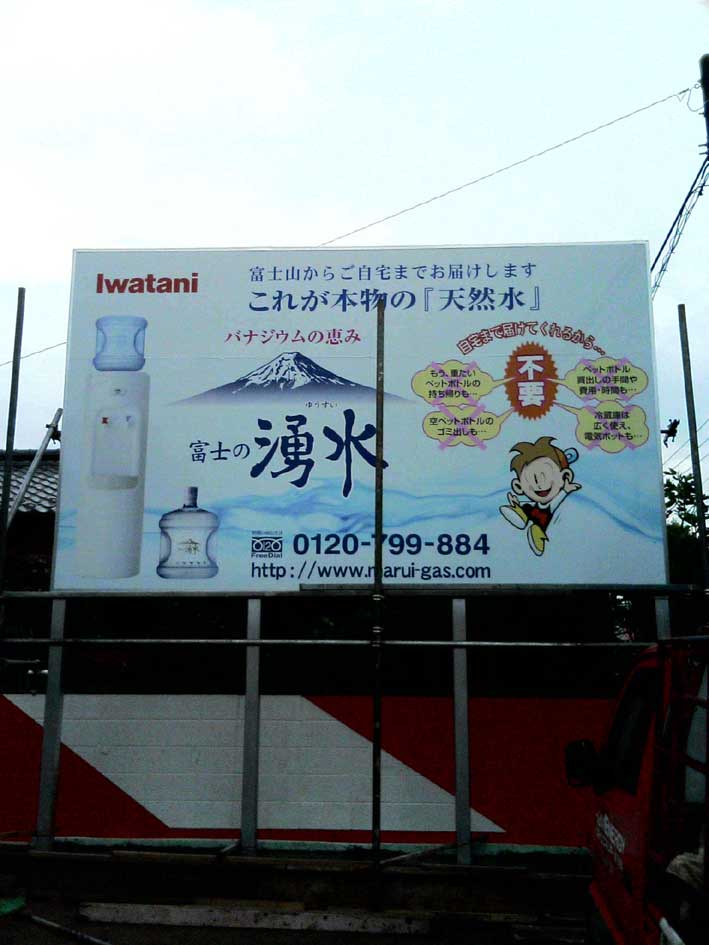 Iwatani
富士山からご自宅までお届けします
これが本物の『天然水』
バナジウムの恵み
ゆうすい
富士の湧水
自宅まで届けてくれるから...
不要
もう、重たい
ペットボトルの
持ち帰りも…
ペットボトル
買出しの手間や
費用・時間も…
空ペットボトルの
ゴミ出しも…
冷蔵庫は
広く使え、
電気ポットも…
FreeDial
0120-799-884
http://www.marui-gas.com